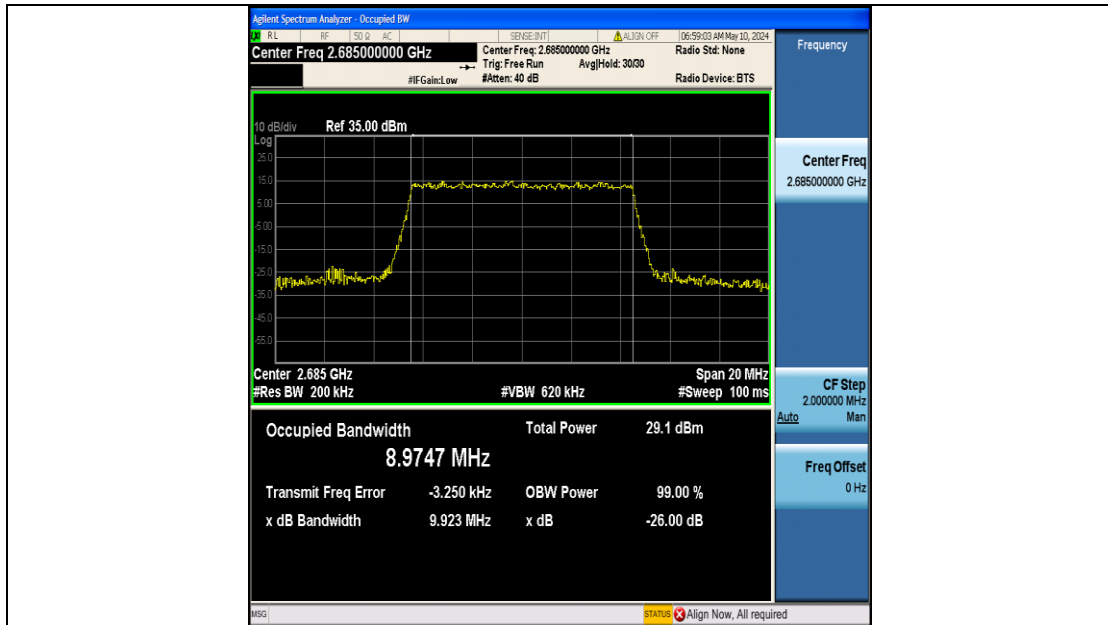 Agilent Spectrum Analyzer - Occupied BW
RL RF 50 Ω AC SENSE:INT ALIGN OFF 06:59:03 AM May 10, 2024
Center Freq 2.685000000 GHz
Center Freq: 2.685000000 GHz Radio Std: None
Trig: Free Run Avg|Hold: 30/30
#IFGain:Low #Atten: 40 dB Radio Device: BTS
10 dB/div Ref 35.00 dBm
Log
25.0
15.0
5.00
-5.00
-15.0
-25.0
-35.0
-45.0
-55.0
Center 2.685 GHz Span 20 MHz
#Res BW 200 kHz #VBW 620 kHz #Sweep 100 ms
Occupied Bandwidth Total Power 29.1 dBm
8.9747 MHz
Transmit Freq Error -3.250 kHz OBW Power 99.00 %
x dB Bandwidth 9.923 MHz x dB -26.00 dB
MSG STATUS Align Now, All required
Frequency
Center Freq
2.685000000 GHz
CF Step
2.000000 MHz
Auto Man
Freq Offset
0 Hz